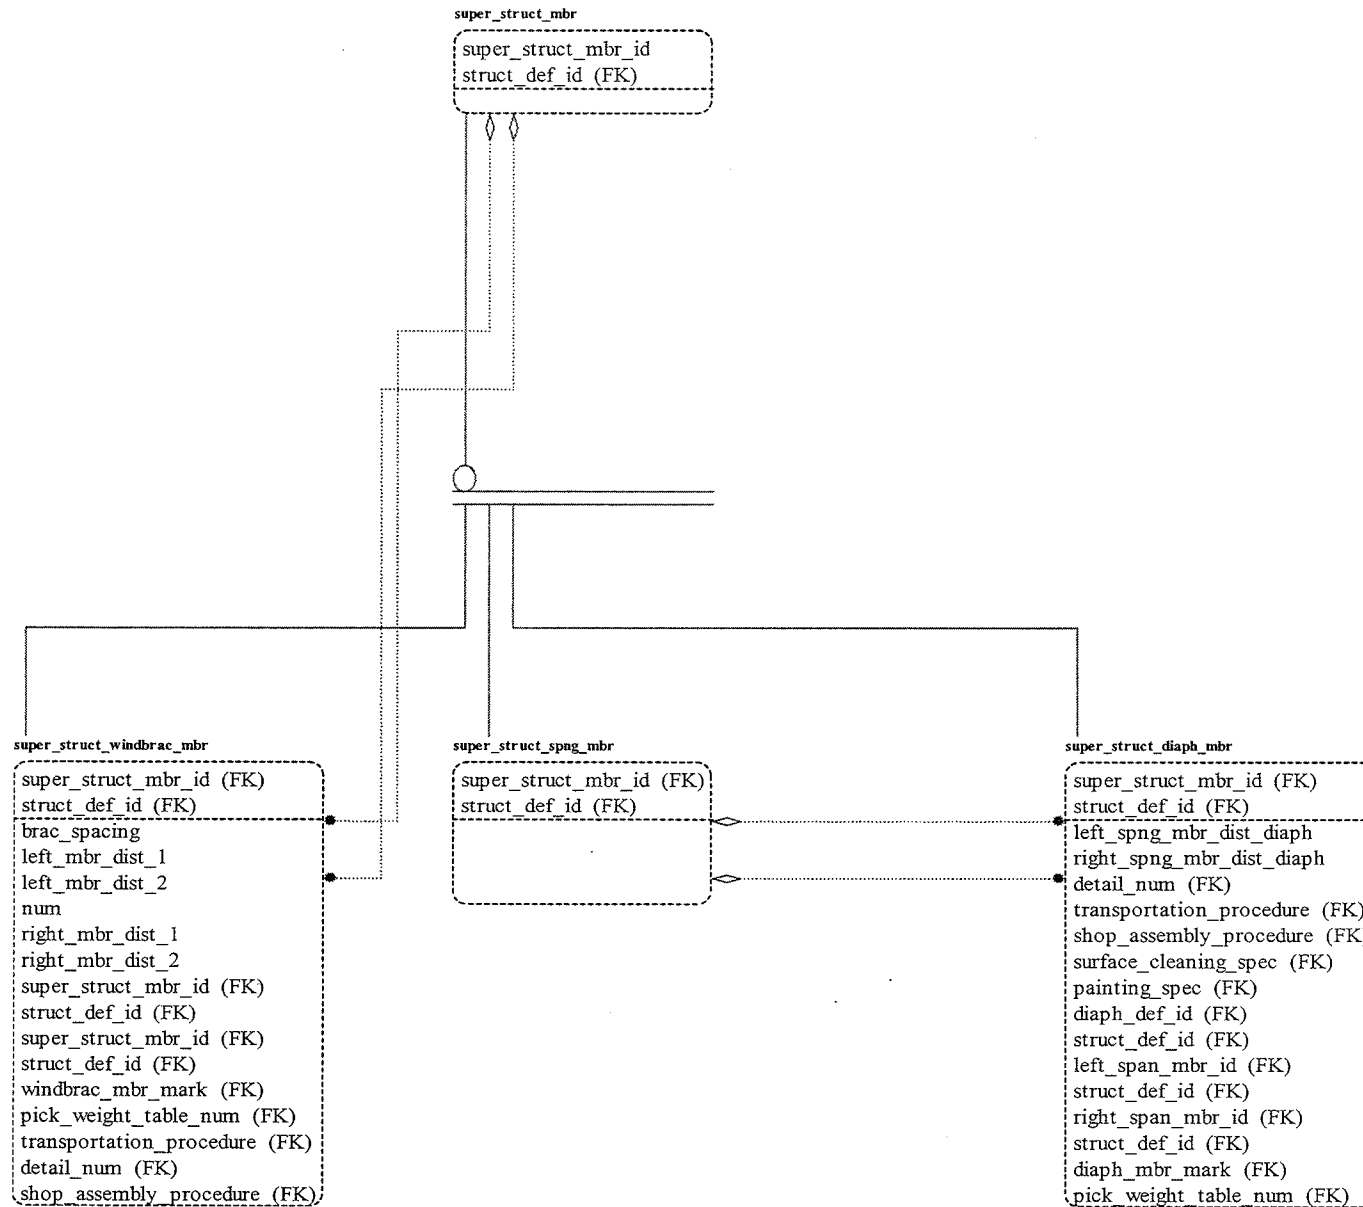 super_struct_mbr
super_struct_mbr_id
struct_def_id (FK)
super_struct_windbrac_mbr
super_struct_mbr_id (FK)
struct_def_id (FK)
brac_spacing
left_mbr_dist_1
left_mbr_dist_2
num
right_mbr_dist_1
right_mbr_dist_2
super_struct_mbr_id (FK)
struct_def_id (FK)
super_struct_mbr_id (FK)
struct_def_id (FK)
windbrac_mbr_mark (FK)
pick_weight_table_num (FK)
transportation_procedure (FK)
detail_num (FK)
shop_assembly_procedure (FK)
super_struct_spng_mbr
super_struct_mbr_id (FK)
struct_def_id (FK)
super_struct_diaph_mbr
super_struct_mbr_id (FK)
struct_def_id (FK)
left_spng_mbr_dist_diaph
right_spng_mbr_dist_diaph
detail_num (FK)
transportation_procedure (FK)
shop_assembly_procedure (FK
surface_cleaning_spec (FK)
painting_spec (FK)
diaph_def_id (FK)
struct_def_id (FK)
left_span_mbr_id (FK)
struct_def_id (FK)
right_span_mbr_id (FK)
struct_def_id (FK)
diaph_mbr_mark (FK)
pick_weight_table_num (FK)